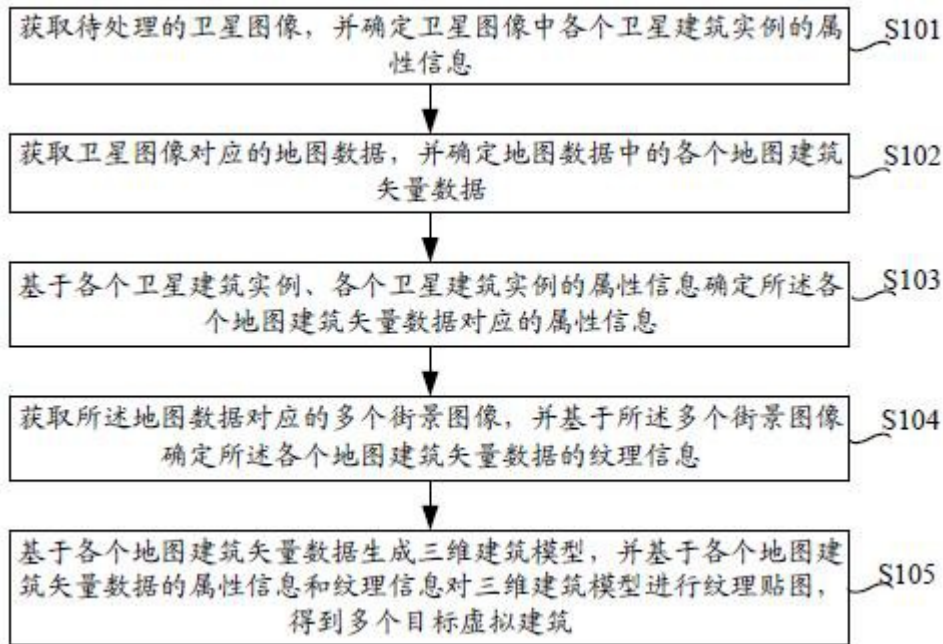 获取待处理的卫星图像，并确定卫星图像中各个卫星建筑实例的属
性信息
S101
获取卫星图像对应的地图数据，并确定地图数据中的各个地图建筑
矢量数据
S102
基于各个卫星建筑实例、各个卫星建筑实例的属性信息确定所述各
个地图建筑矢量数据对应的属性信息
S103
获取所述地图数据对应的多个街景图像，并基于所述多个街景图像
确定所述各个地图建筑矢量数据的纹理信息
S104
基于各个地图建筑矢量数据生成三维建筑模型，并基于各个地图建
筑矢量数据的属性信息和纹理信息对三维建筑模型进行纹理贴图，
得到多个目标虚拟建筑
S105